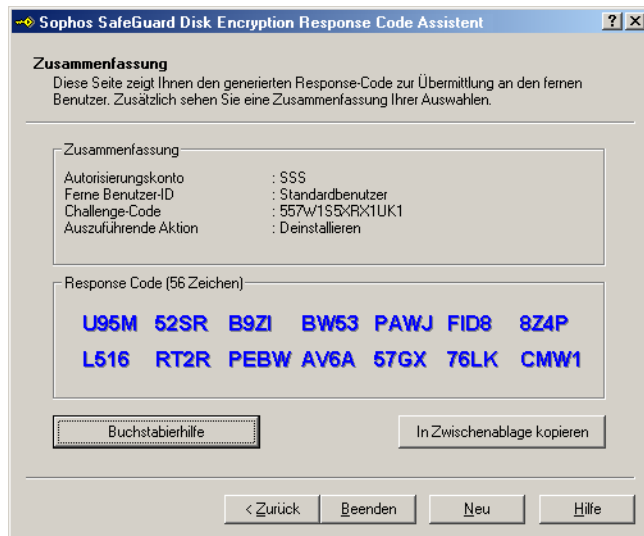 Sophos SafeGuard Disk Encryption Response Code Assistent
Zusammenfassung
Diese Seite zeigt Ihnen den generierten Response-Code zur Übermittlung an den fernen
Benutzer. Zusätzlich sehen Sie eine Zusammenfassung Ihrer Auswahlen.
Zusammenfassung
Autorisierungskonto : SSS
Ferne Benutzer-ID : Standardbenutzer
Challenge-Code : 557W1S5XRX1UK1
Auszuführende Aktion : Deinstallieren
Response Code (56 Zeichen)
U95M 52SR B9ZI BW53 PAWJ FID8 8Z4P
L516 RT2R PEBW AV6A 57GX 76LK CMW1
Buchstabierhilfe In Zwischenablage kopieren
< Zurück Beenden Neu Hilfe